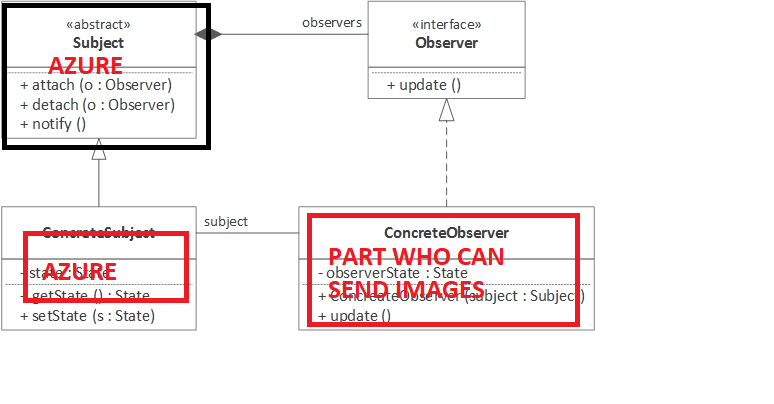 «abstract»
Subject
AZURE
+ attach (o : Observer)
+ detach (o : Observer)
+ notify ()
observers
«interface»
Observer
+ update ()
ConcreteSubject
- state : State
AZURE
+ getState () : State
+ setState (s : State)
subject
ConcreteObserver
PART WHO CAN
- observerState : State
SEND IMAGES
+ ConcreateObserver(subject : Subject)
+ update ()